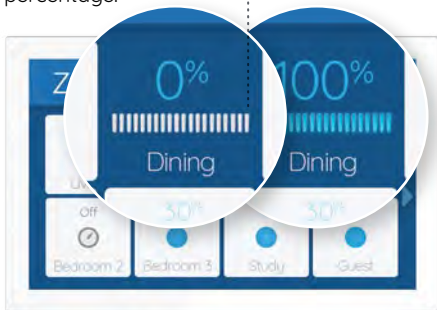 percentage.
Z
0% 100%
Dining Dining
Off 30% 30%
Bedroom 2 Bedroom 3 Study Guest